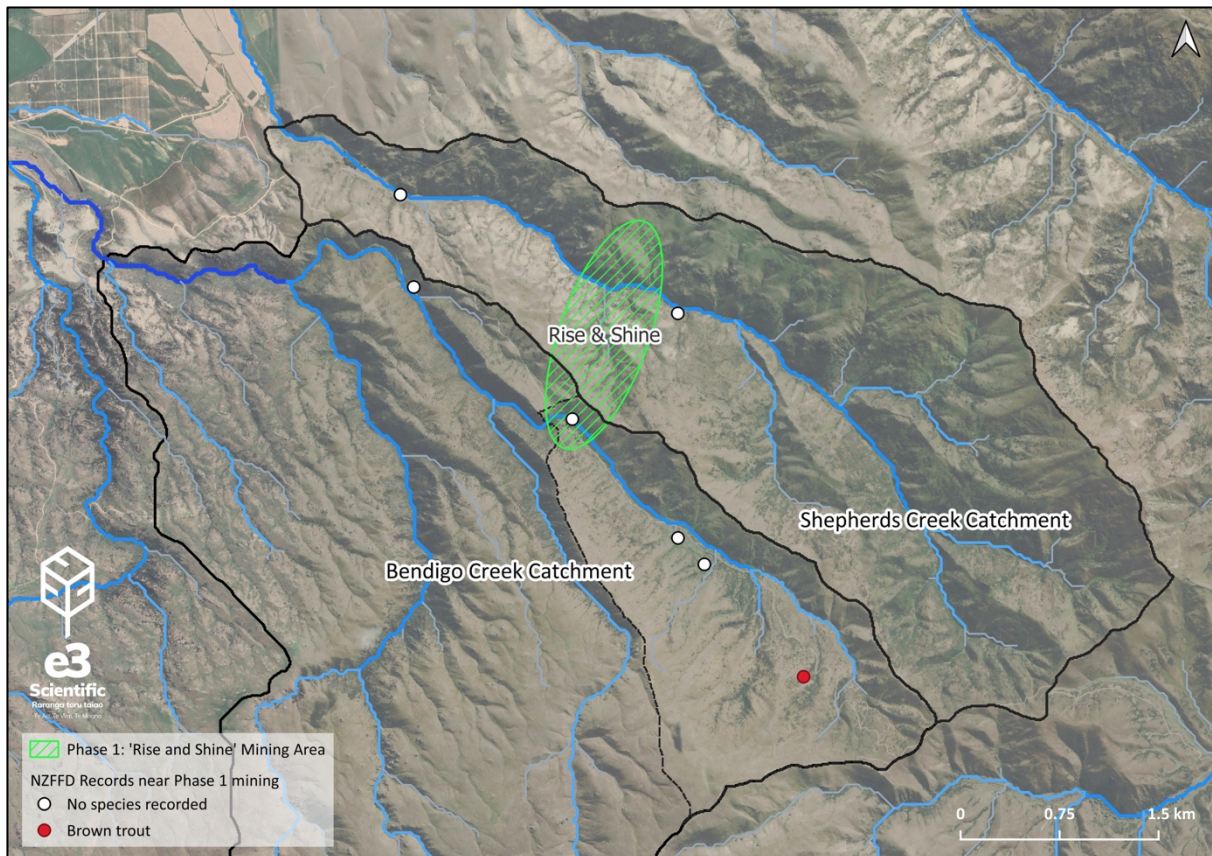 Rise & Shine
Shepherds Creek Catchment
Bendigo Creek Catchment
e3
Scientific
Raranga toru taiao
Phase 1: 'Rise and Shine' Mining Area
NZFFD Records near Phase 1 mining
No species recorded
Brown trout
0 0.75 1.5 km